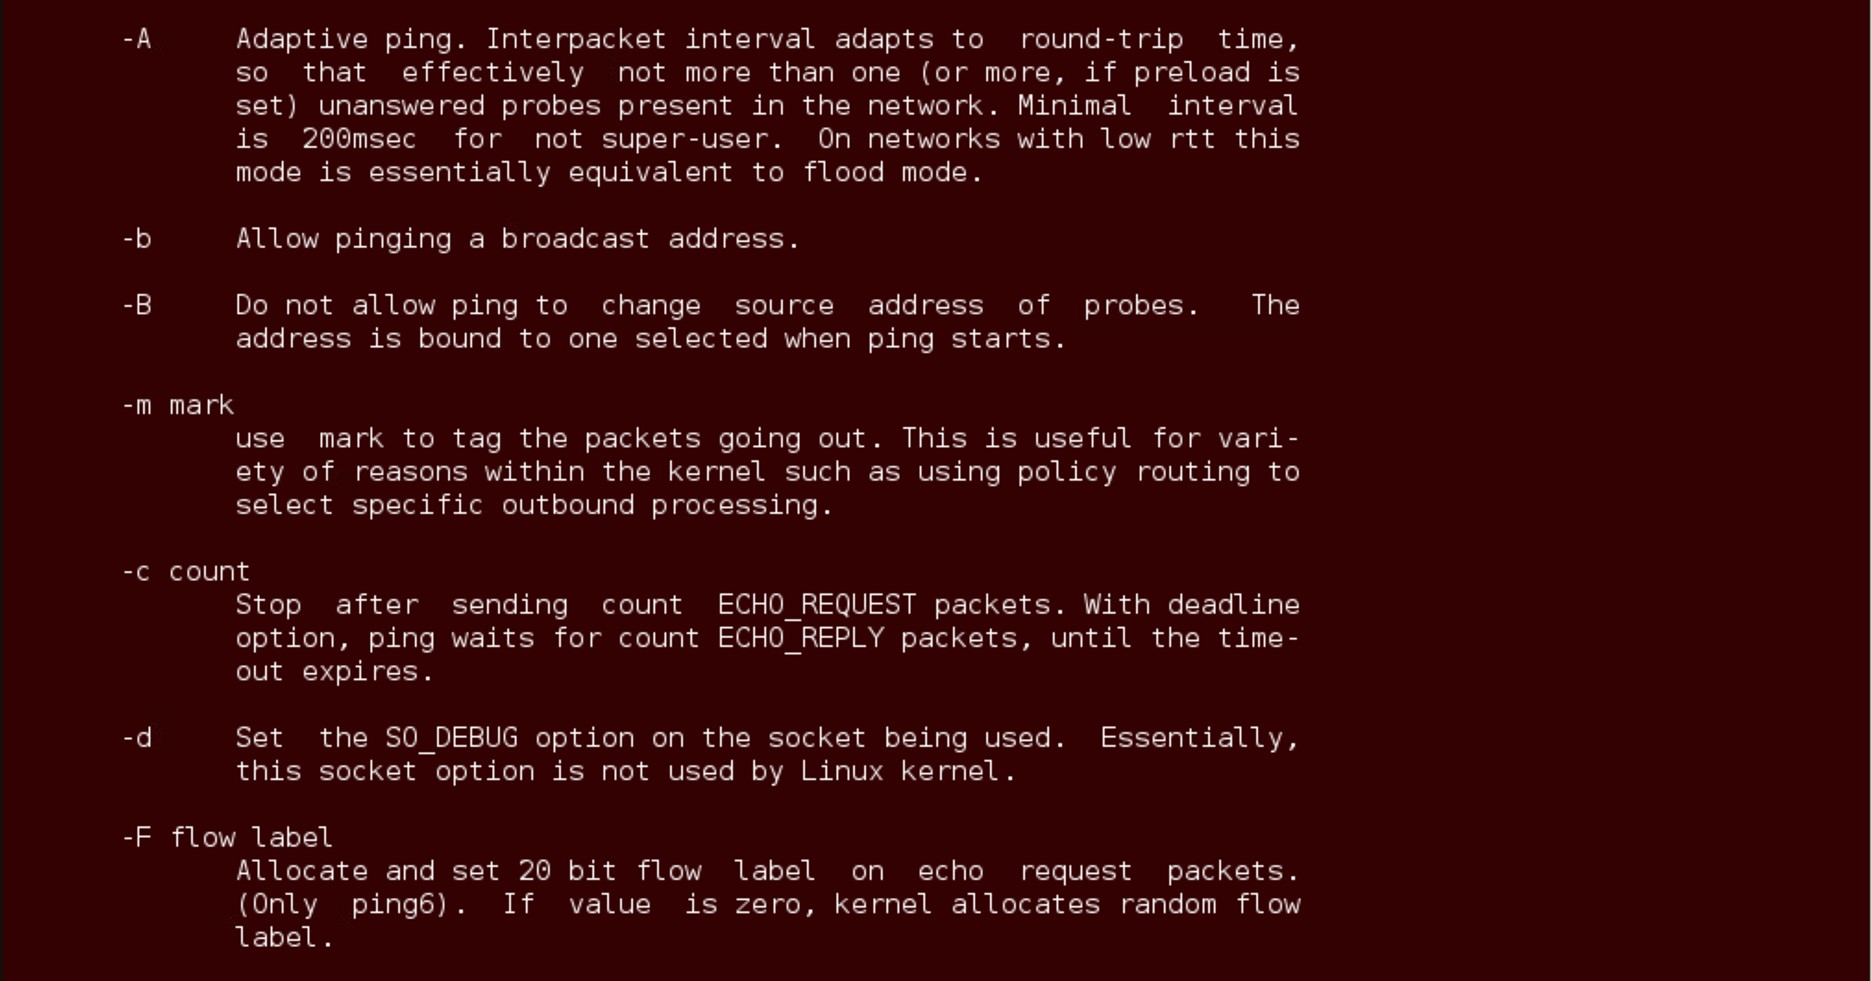 -A Adaptive ping. Interpacket interval adapts to round-trip time,
so that effectively not more than one (or more, if preload is
set) unanswered probes present in the network. Minimal interval
is 200msec for not super-user. On networks with low rtt this
mode is essentially equivalent to flood mode.
-b Allow pinging a broadcast address.
-B Do not allow ping to change source address of probes. The
address is bound to one selected when ping starts.
-m mark
use mark to tag the packets going out. This is useful for vari-
ety of reasons within the kernel such as using policy routing to
select specific outbound processing.
-c count
Stop after sending count ECHO_REQUEST packets. With deadline
option, ping waits for count ECHO_REPLY packets, until the time-
out expires.
-d Set the SO_DEBUG option on the socket being used. Essentially,
this socket option is not used by Linux kernel.
-F flow label
Allocate and set 20 bit flow label on echo request packets.
(Only ping6). If value is zero, kernel allocates random flow
label.